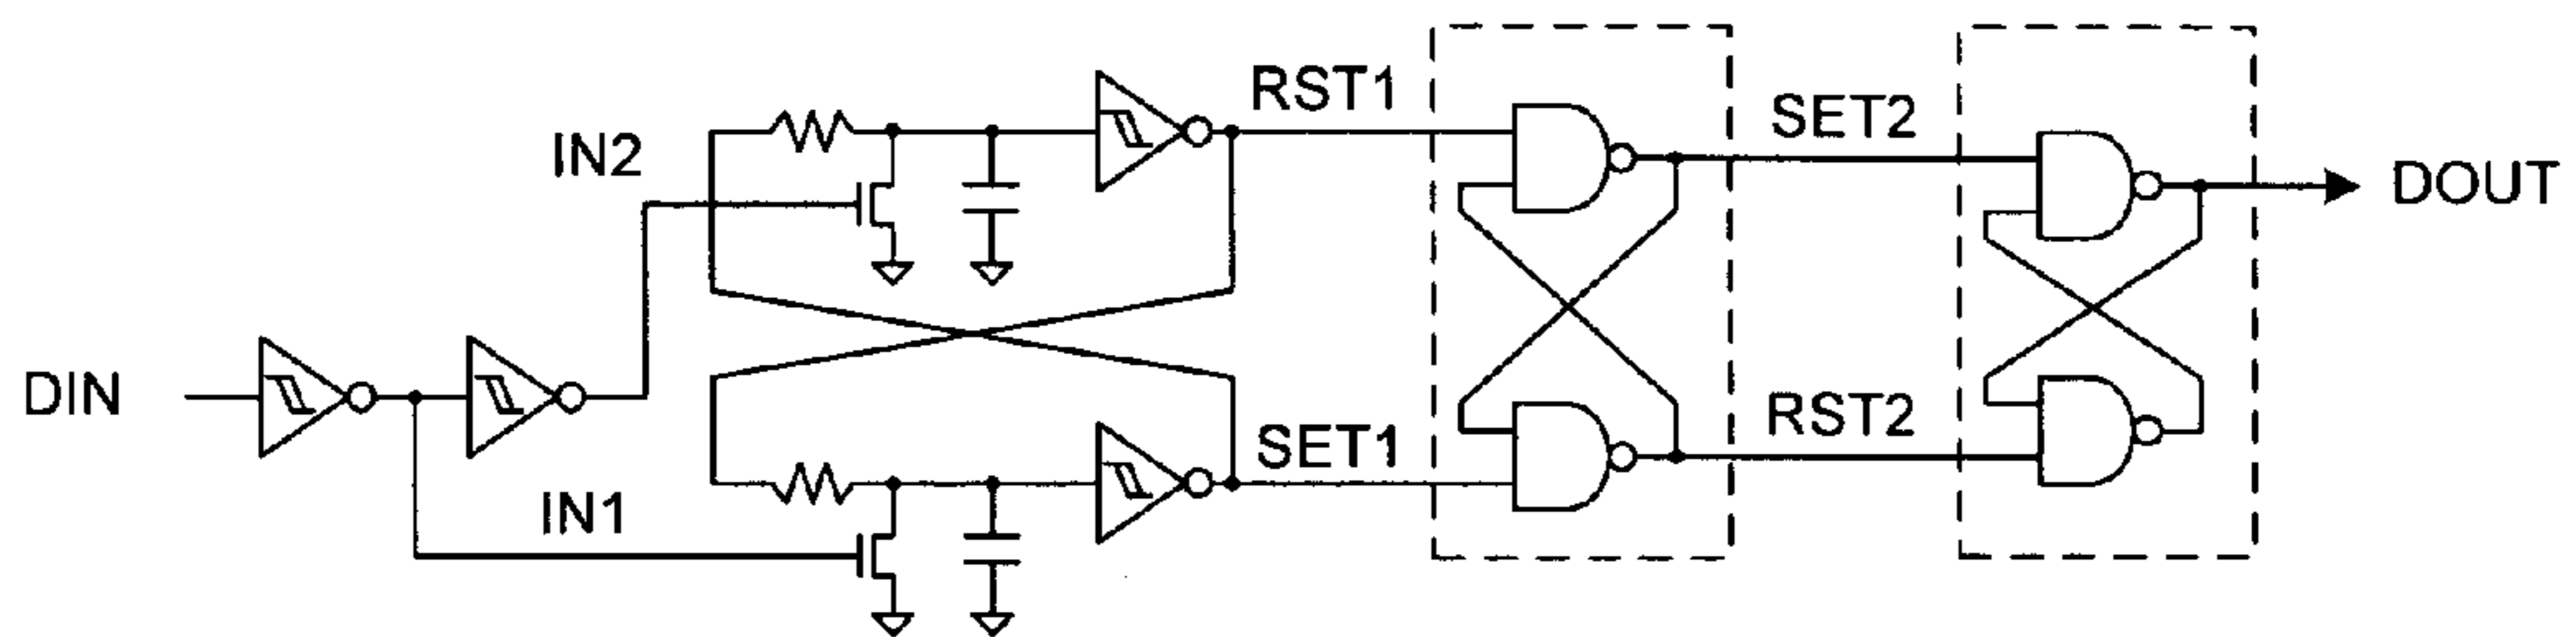 RST1
SET2
IN2
DOUT
DIN
SET1
RST2
IN1